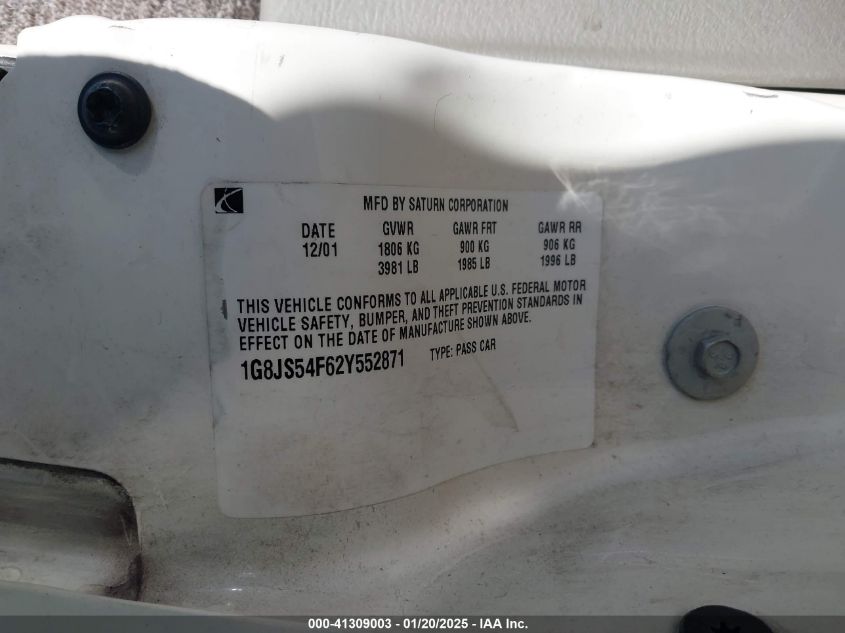 MFD BY SATURN CORPORATION
DATE GVWR GAWR FRT GAWR RR
12/01 1806 KG 900 KG 906 KG
3981 LB 1985 LB 1996 LB
THIS VEHICLE CONFORMS TO ALL APPLICABLE U.S. FEDERAL MOTOR
VEHICLE SAFETY, BUMPER, AND THEFT PREVENTION STANDARDS IN
EFFECT ON THE DATE OF MANUFACTURE SHOWN ABOVE.
1G8JS54F62Y552871 TYPE: PASS CAR
000-41309003 - 01/20/2025 - IAA Inc.